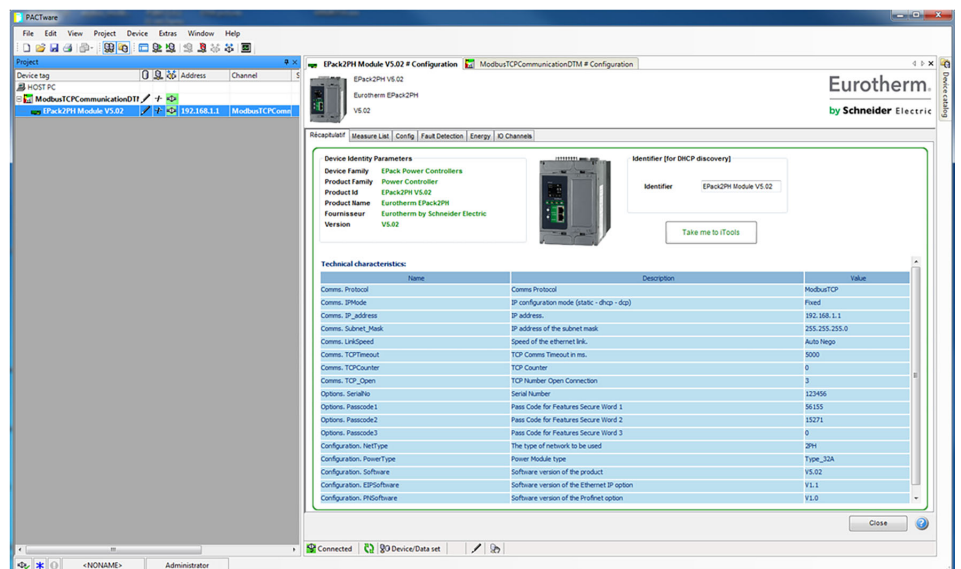 PACTware
File Edit View Project Device Extras Window Help
Project
Device tag Address Channel S
HOST PC
ModbusTCPCommunicationDTM
EPack2PH Module V5.02 192.168.1.1 ModbusTCPComm
EPack2PH Module V5.02 # Configuration ModbusTCPCommunicationDTM # Configuration
EPack2PH V5.02
Eurotherm EPack2PH
V5.02
Eurotherm.
by Schneider Electric
Device catalog
Récapitulatif Measure List Config Fault Detection Energy IO Channels
Device Identity Parameters
Device Family EPack Power Controllers
Product Family Power Controller
Product Id EPack2PH V5.02
Product Name Eurotherm EPack2PH
Fournisseur Eurotherm by Schneider Electric
Version V5.02
Identifier [for DHCP discovery]
Identifier EPack2PH Module V5.02
Take me to iTools
Technical characteristics:
Name Description Value
Comms. Protocol Comms Protocol ModbusTCP
Comms. IPMode IP configuration mode (static - dhcp - dcp) Fixed
Comms. IP_address IP address. 192.168.1.1
Comms. Subnet_Mask IP address of the subnet mask 255.255.255.0
Comms. LinkSpeed Speed of the ethernet link. Auto Nego
Comms. TCPTimeout TCP Comms Timeout in ms. 5000
Comms. TCPCounter TCP Counter 0
Comms. TCP_Open TCP Number Open Connection 3
Options. SerialNo Serial Number 123456
Options. Passcode1 Pass Code for Features Secure Word 1 56155
Options. Passcode2 Pass Code for Features Secure Word 2 15271
Options. Passcode3 Pass Code for Features Secure Word 3 0
Configuration. NetType The type of network to be used 2PH
Configuration. PowerType Power Module type Type_32A
Configuration. Software Software version of the product V5.02
Configuration. EIPSoftware Software version of the Ethernet IP option V1.1
Configuration. PNSoftware Software version of the Profinet option V1.0
Close
Connected Device/Data set
<NONAME> Administrator